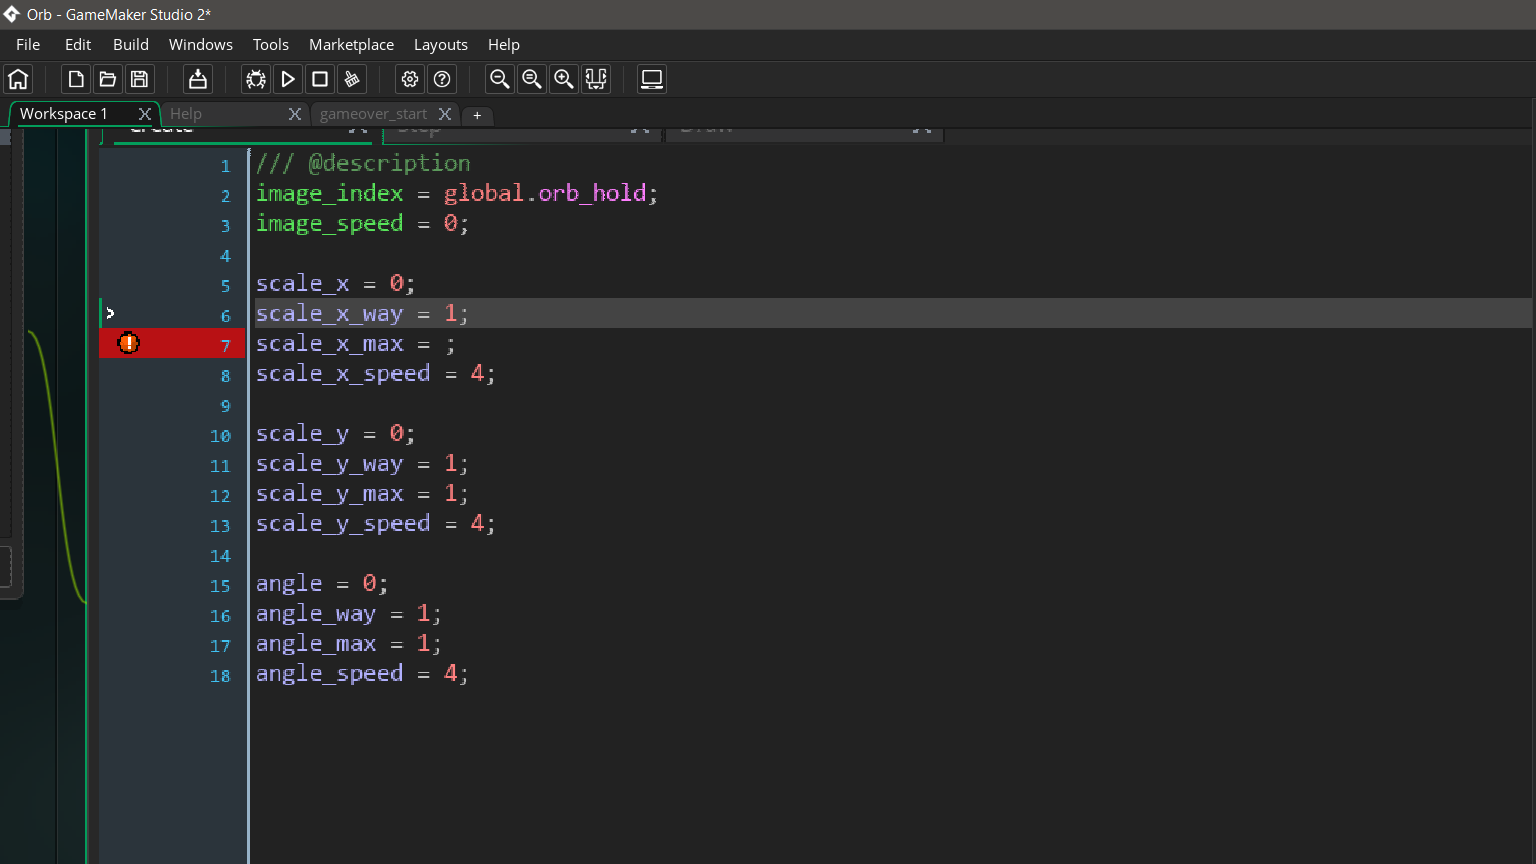 Orb - GameMaker Studio 2*
File Edit Build Windows Tools Marketplace Layouts Help
Workspace 1 Help gameover_start +
Create Step Draw
1 /// @description
2 image_index = global.orb_hold;
3 image_speed = 0;
4
5 scale_x = 0;
6 scale_x_way = 1;
7 scale_x_max = ;
8 scale_x_speed = 4;
9
10 scale_y = 0;
11 scale_y_way = 1;
12 scale_y_max = 1;
13 scale_y_speed = 4;
14
15 angle = 0;
16 angle_way = 1;
17 angle_max = 1;
18 angle_speed = 4;